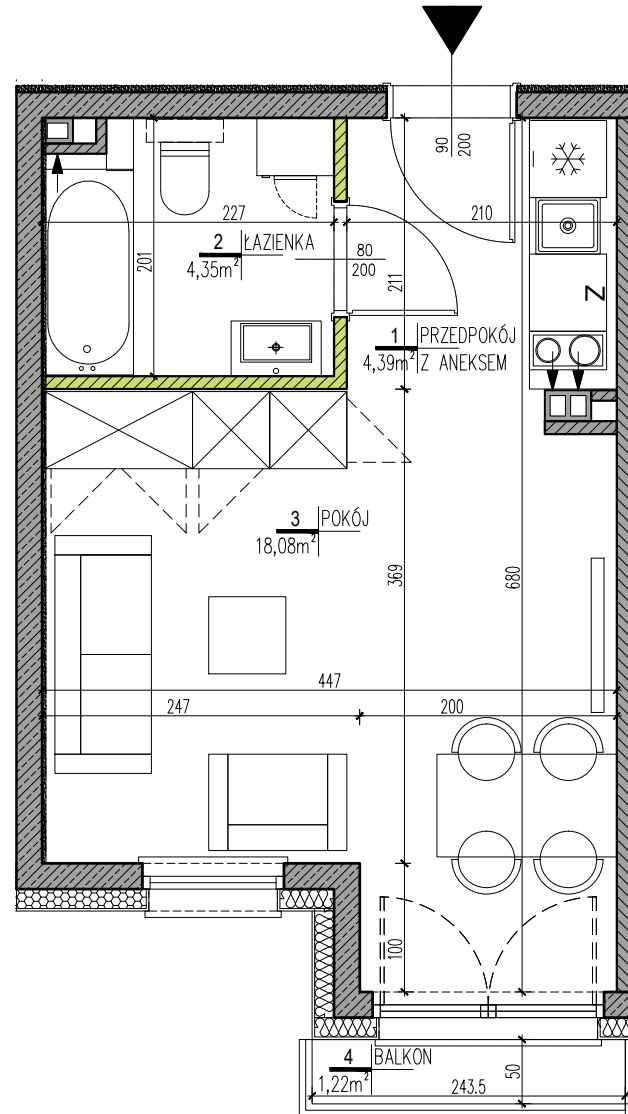 90
200
227
210
2 ŁAZIENKA
4,35m²
80
200
201
211
Z
1 PRZEDPOKÓJ
4,39m² Z ANEKSEM
3 POKÓJ
18,08m²
369
680
447
247
200
100
4 BALKON
1,22m²
50
243.5